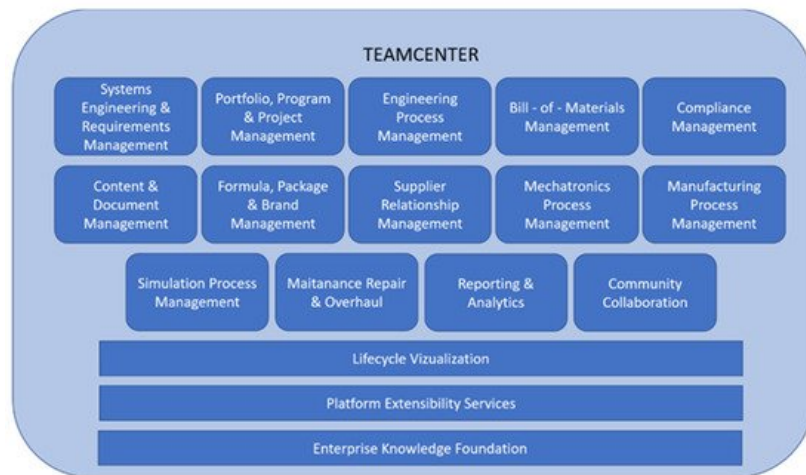 TEAMCENTER
Systems
Engineering &
Requirements
Management
Portfolio, Program
& Project
Management
Engineering
Process
Management
Bill - of - Materials
Management
Compliance
Management
Content &
Document
Management
Formula, Package
& Brand
Management
Supplier
Relationship
Management
Mechatronics
Process
Management
Manufacturing
Process
Management
Simulation Process
Management
Maitanance Repair
& Overhaul
Reporting &
Analytics
Community
Collaboration
Lifecycle Vizualization
Platform Extensibility Services
Enterprise Knowledge Foundation